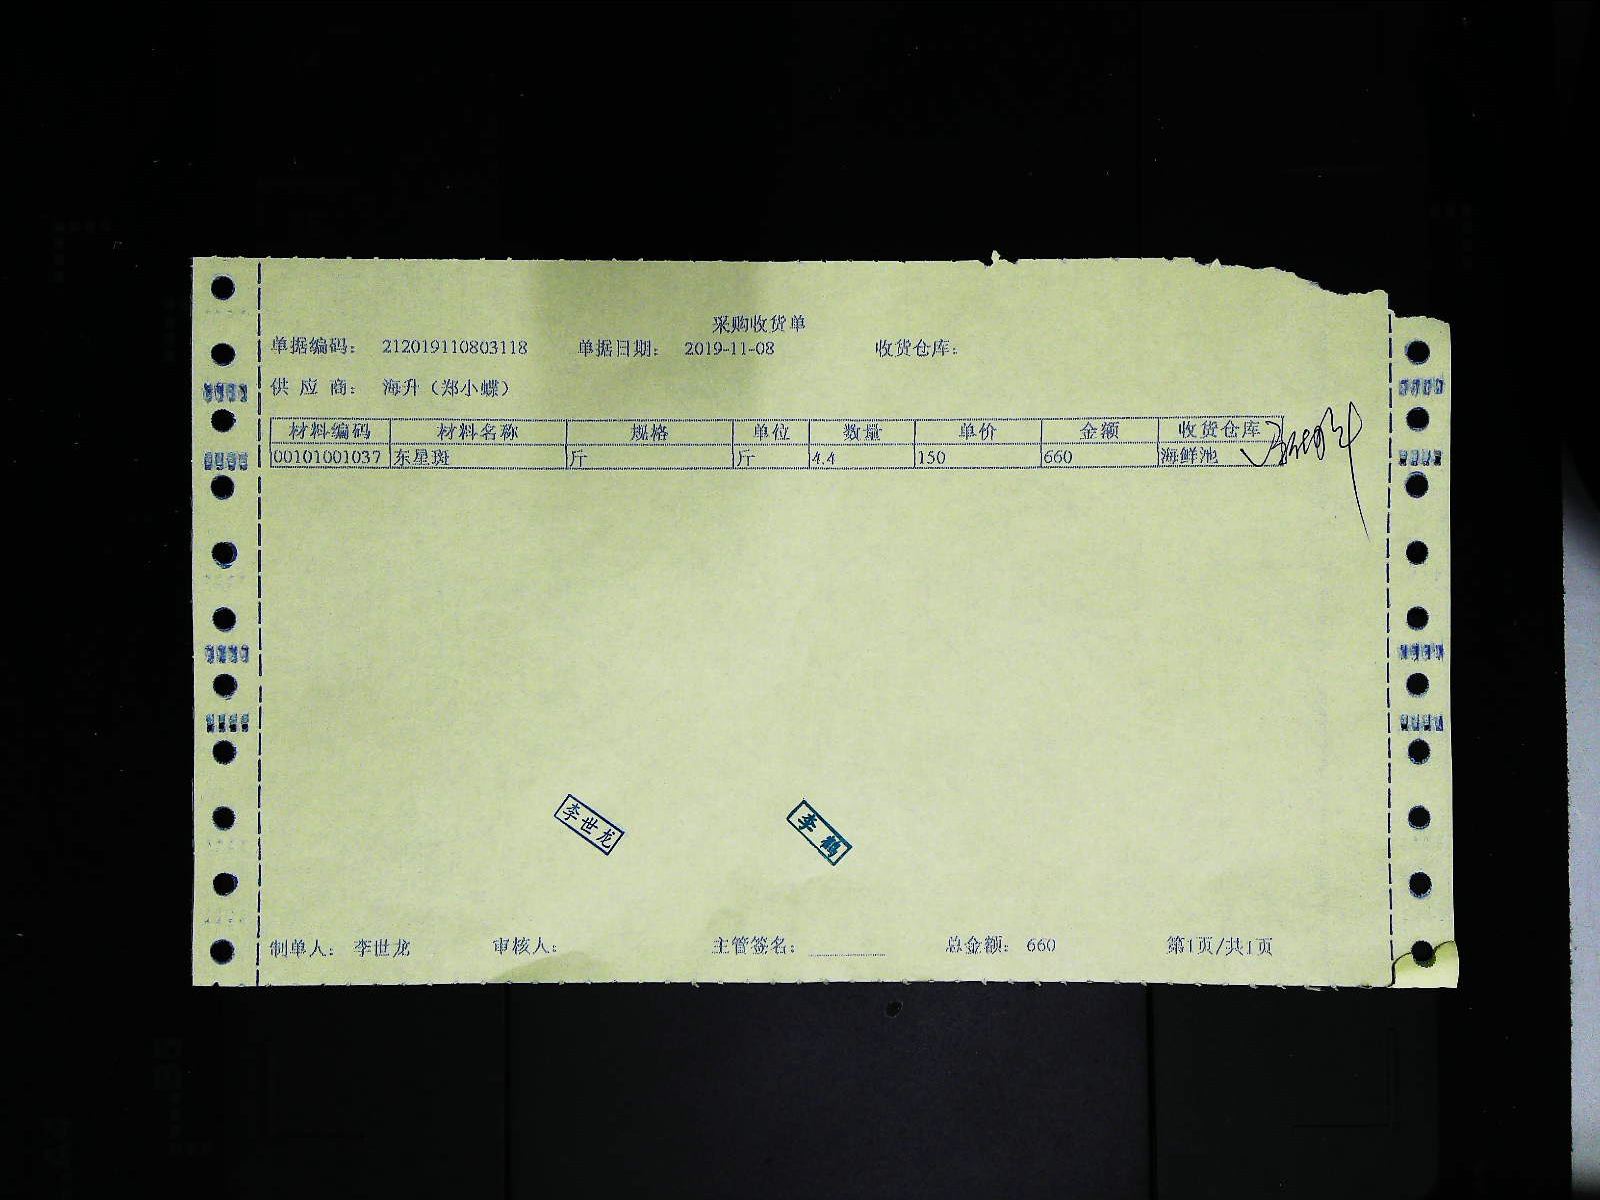 采购收货单
单据编码： 212019110803118 单据日期： 2019-11-08 收货仓库：
供 应 商： 海升（郑小蝶）
材料编码 材料名称 规格 单位 数量 单价 金额 收货仓库
00101001037 东星斑 斤 斤 4.4 150 660 海鲜池
李世龙 李鹤
制单人： 李世龙 审核人： 主管签名： 总金额： 660 第1页/共1页